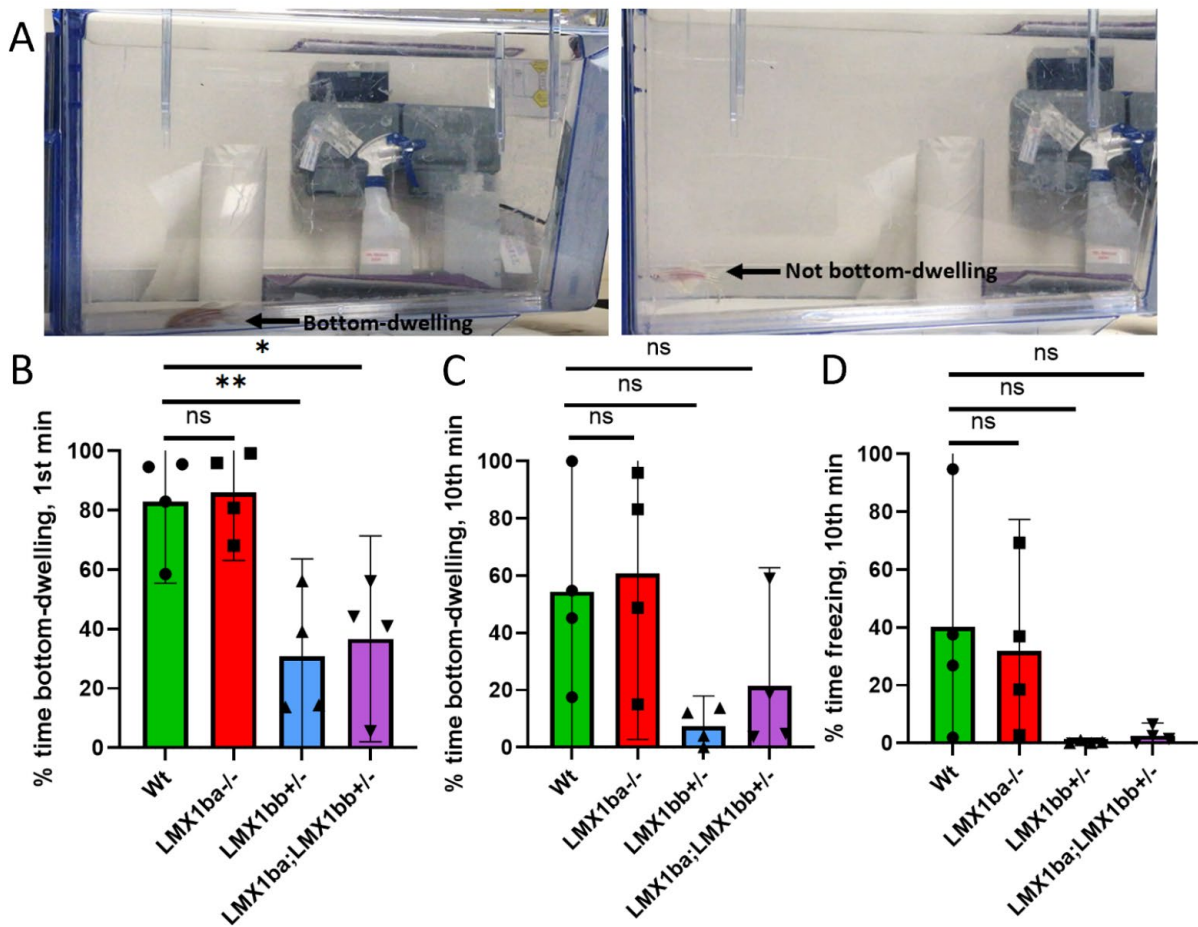 A
Bottom-dwelling
Not bottom-dwelling
B
*
**
ns
% time bottom-dwelling, 1st min
100
80
60
40
20
0
Wt
LMX1ba-/-
LMX1bb+/-
LMX1ba;LMX1bb+/-
C
ns
ns
ns
% time bottom-dwelling, 10th min
100
80
60
40
20
0
Wt
LMX1ba-/-
LMX1bb+/-
LMX1ba;LMX1bb+/-
D
ns
ns
ns
% time freezing, 10th min
100
80
60
40
20
0
Wt
LMX1ba-/-
LMX1bb+/-
LMX1ba;LMX1bb+/-